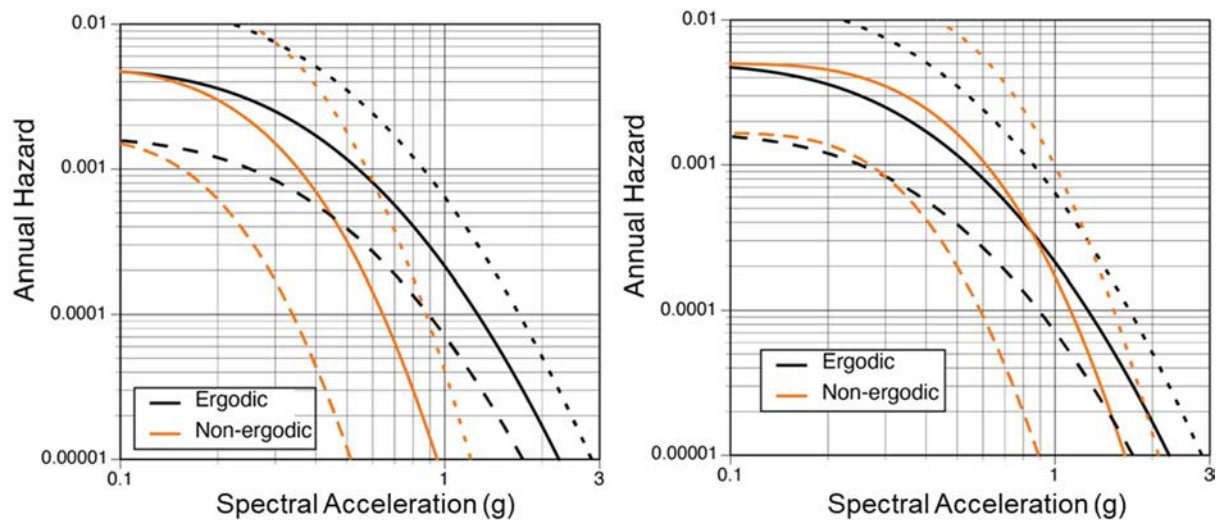 0.01
0.001
0.0001
0.00001
Annual Hazard
Ergodic
Non-ergodic
0.1
1
3
Spectral Acceleration (g)
0.01
0.001
0.0001
0.00001
Annual Hazard
Ergodic
Non-ergodic
0.1
1
3
Spectral Acceleration (g)